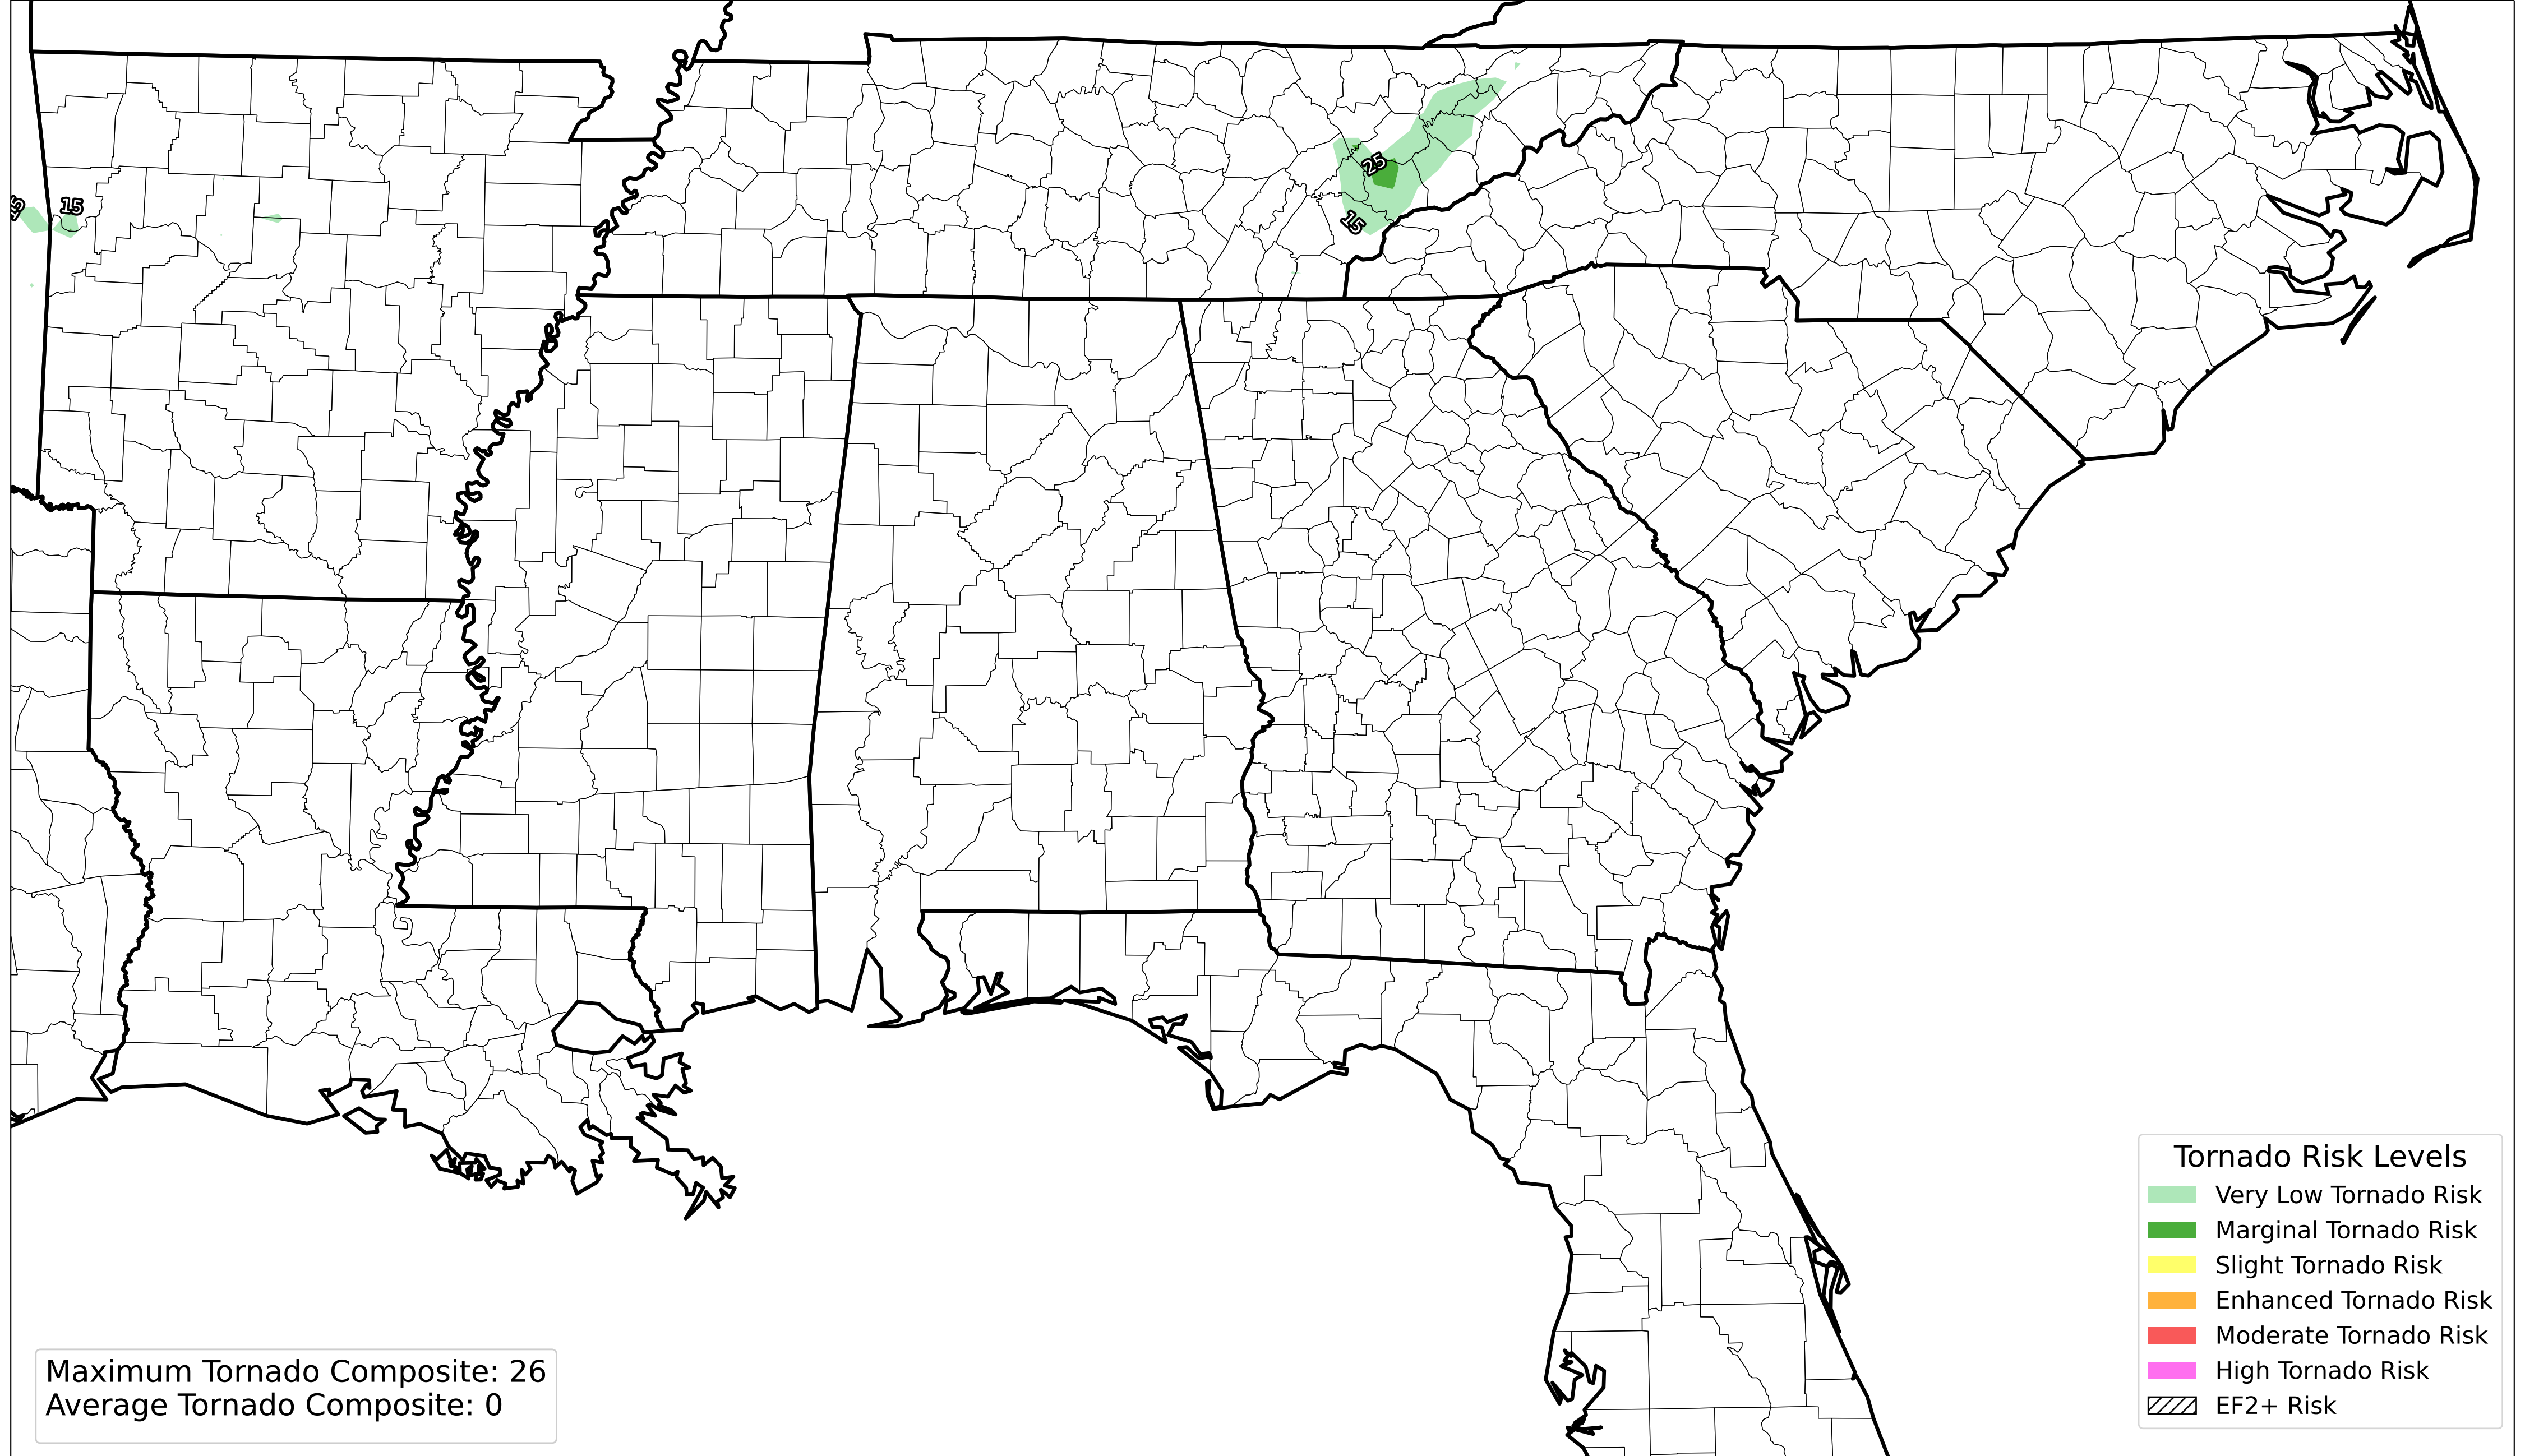 25
15
15
15
Tornado Risk Levels
Very Low Tornado Risk
Marginal Tornado Risk
Slight Tornado Risk
Enhanced Tornado Risk
Moderate Tornado Risk
High Tornado Risk
EF2+ Risk
Maximum Tornado Composite: 26
Average Tornado Composite: 0